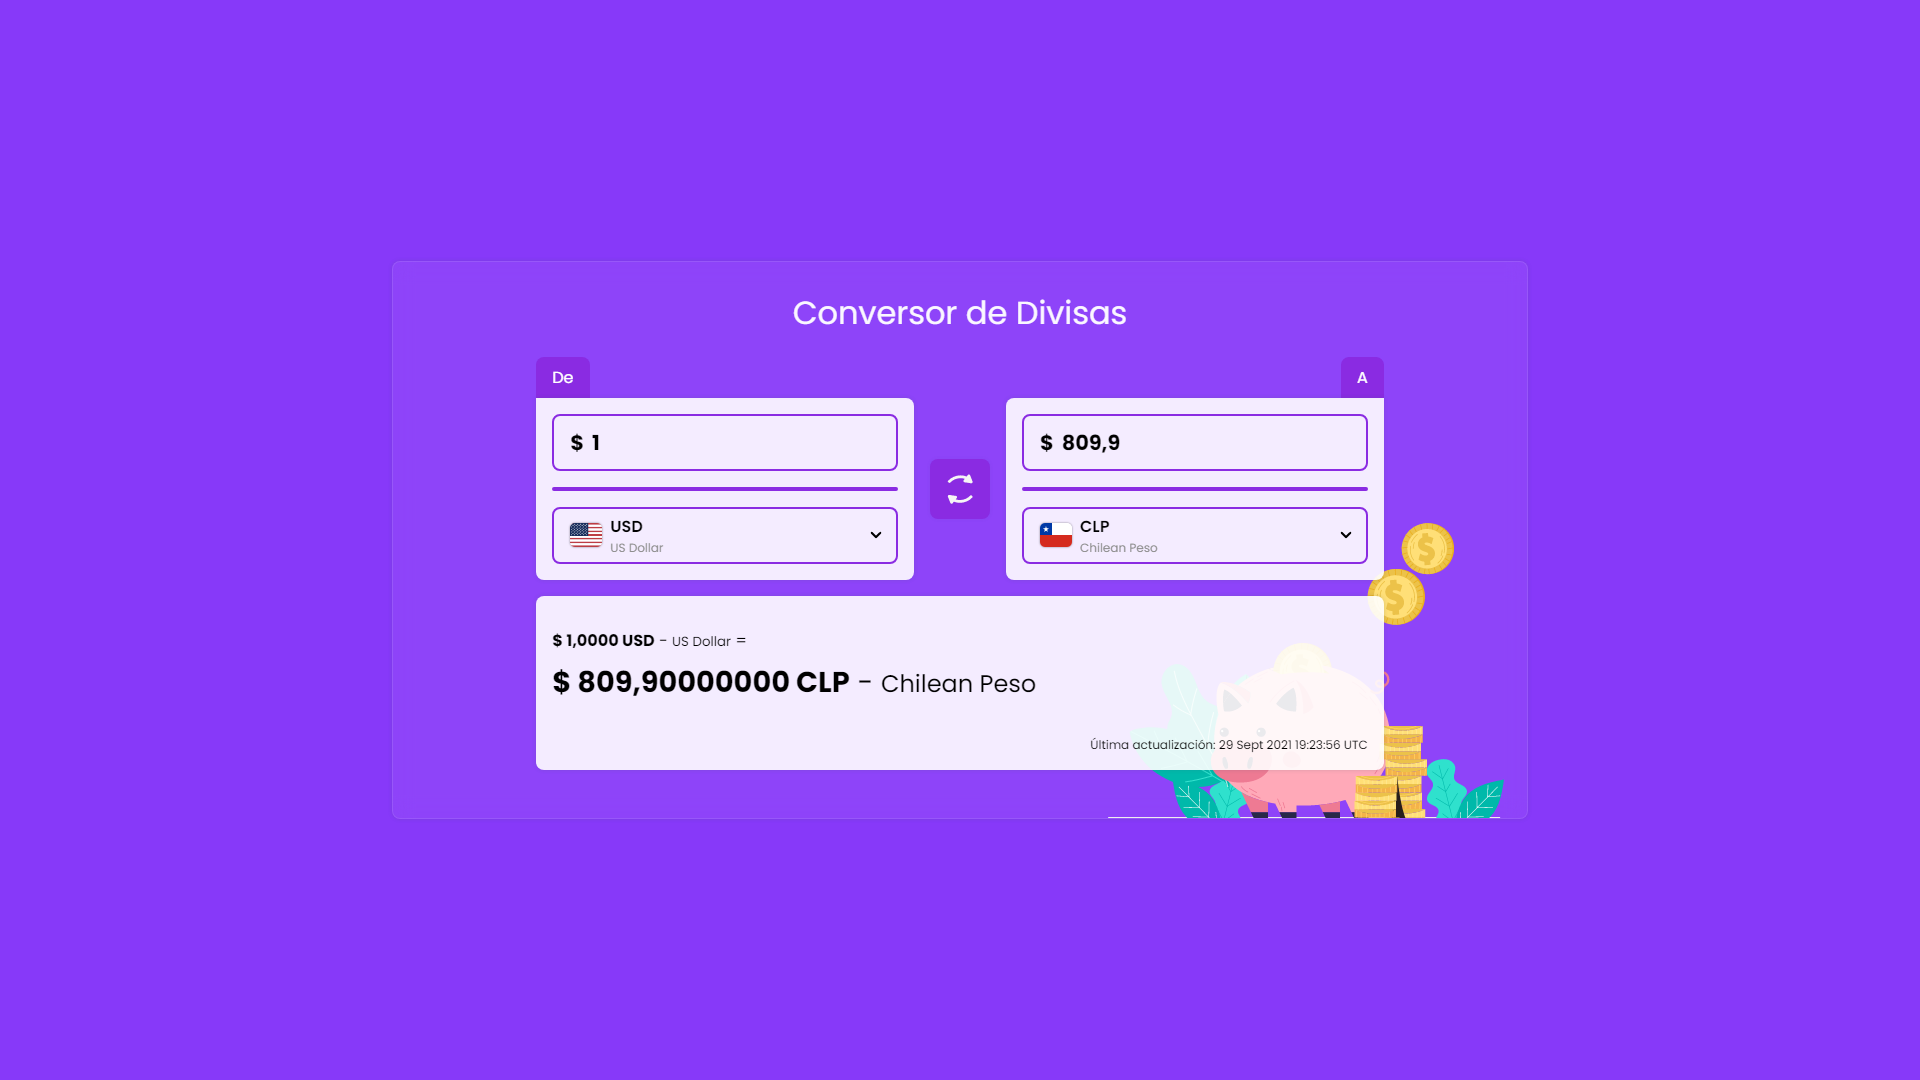 Conversor de Divisas
De
A
$ 1
$ 809,9
USD
US Dollar
CLP
Chilean Peso
$ 1,0000 USD - US Dollar =
$ 809,90000000 CLP - Chilean Peso
Última actualización: 29 Sept 2021 19:23:56 UTC